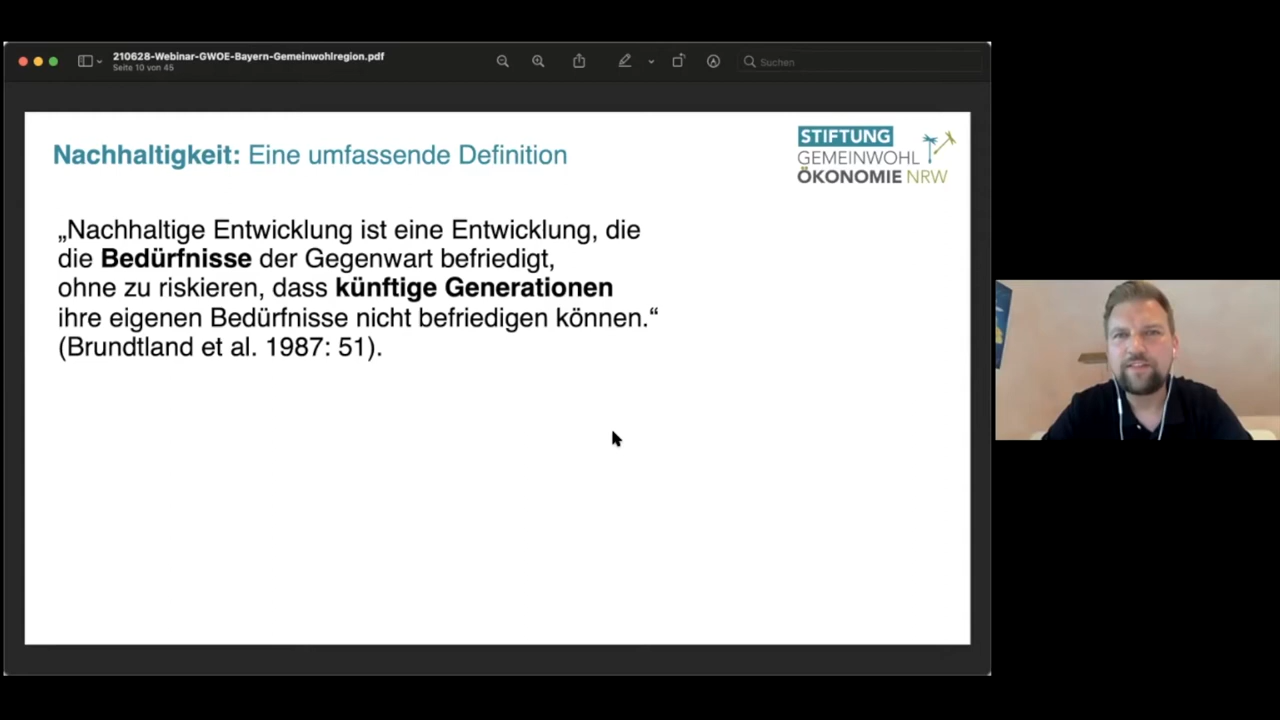 210628-Webinar-GWOE-Bayern-Gemeinwohlregion.pdf
Seite 10 von 45
Suchen
Nachhaltigkeit: Eine umfassende Definition
STIFTUNG
GEMEINWOHL
ÖKONOMIE NRW
„Nachhaltige Entwicklung ist eine Entwicklung, die
die Bedürfnisse der Gegenwart befriedigt,
ohne zu riskieren, dass künftige Generationen
ihre eigenen Bedürfnisse nicht befriedigen können.“
(Brundtland et al. 1987: 51).